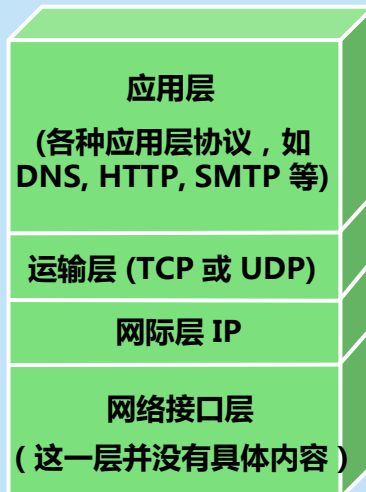 应用层
(各种应用层协议，如
DNS, HTTP, SMTP 等)
运输层 (TCP 或 UDP)
网际层 IP
网络接口层
（这一层并没有具体内容）